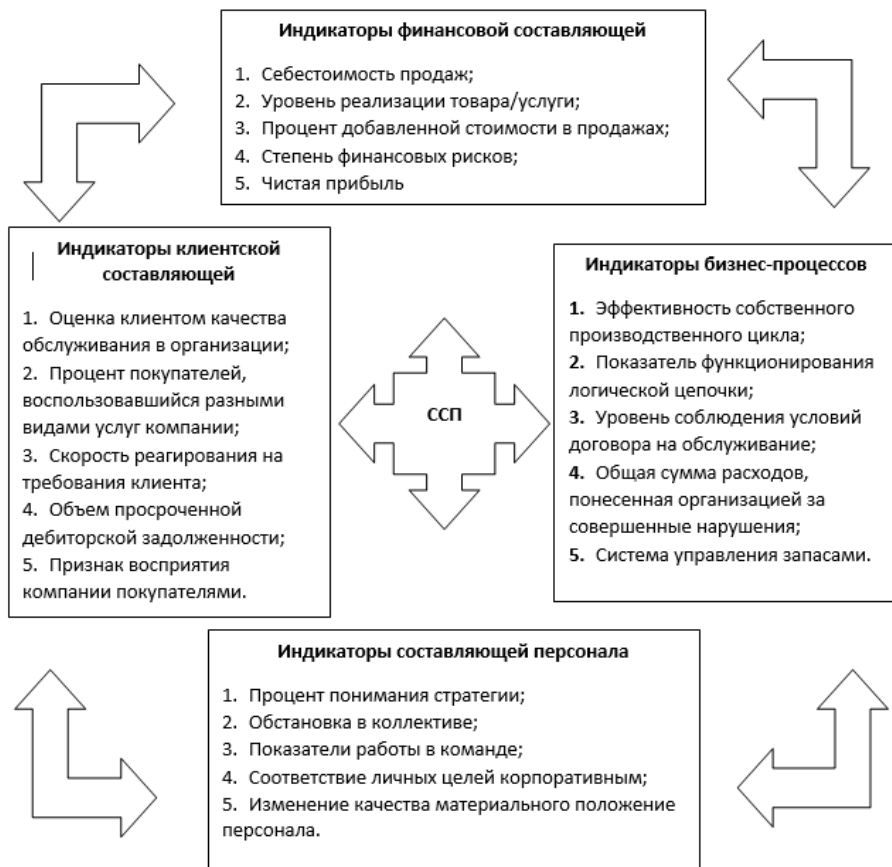 Индикаторы финансовой составляющей
1. Себестоимость продаж;
2. Уровень реализации товара/услуги;
3. Процент добавленной стоимости в продажах;
4. Степень финансовых рисков;
5. Чистая прибыль
Индикаторы клиентской
составляющей
1. Оценка клиентом качества
обслуживания в организации;
2. Процент покупателей,
воспользовавшийся разными
видами услуг компании;
3. Скорость реагирования на
требования клиента;
4. Объем просроченной
дебиторской задолженности;
5. Признак восприятия
компании покупателями.
ССП
Индикаторы бизнес-процессов
1. Эффективность собственного
производственного цикла;
2. Показатель функционирования
логической цепочки;
3. Уровень соблюдения условий
договора на обслуживание;
4. Общая сумма расходов,
понесенная организацией за
совершенные нарушения;
5. Система управления запасами.
Индикаторы составляющей персонала
1. Процент понимания стратегии;
2. Обстановка в коллективе;
3. Показатели работы в команде;
4. Соответствие личных целей корпоративным;
5. Изменение качества материального положение
персонала.